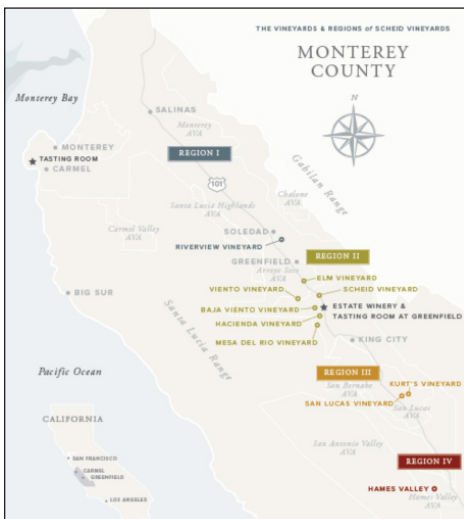 THE VINEYARDS & REGIONS of SCHEID VINEYARDS
MONTEREY
COUNTY
N
Monterey Bay
SALINAS
Monterey
AVA
MONTEREY
TASTING ROOM
CARMEL
REGION I
Gabilan Range
101
Chalone
AVA
Santa Lucia Highlands
AVA
Carmel Valley
AVA
SOLEDAD
RIVERVIEW VINEYARD
REGION II
GREENFIELD
Arroyo Seco
AVA
ELM VINEYARD
VIENTO VINEYARD
SCHEID VINEYARD
BIG SUR
BAJA VIENTO VINEYARD
ESTATE WINERY &
TASTING ROOM AT GREENFIELD
HACIENDA VINEYARD
MESA DEL RIO VINEYARD
Santa Lucia Range
KING CITY
Pacific Ocean
REGION III
San Bernabe
AVA
KURT'S VINEYARD
SAN LUCAS VINEYARD
San Lucas
AVA
CALIFORNIA
San Antonio Valley
AVA
SAN FRANCISCO
CARMEL
GREENFIELD
LOS ANGELES
REGION IV
HAMES VALLEY
Hames Valley
AVA